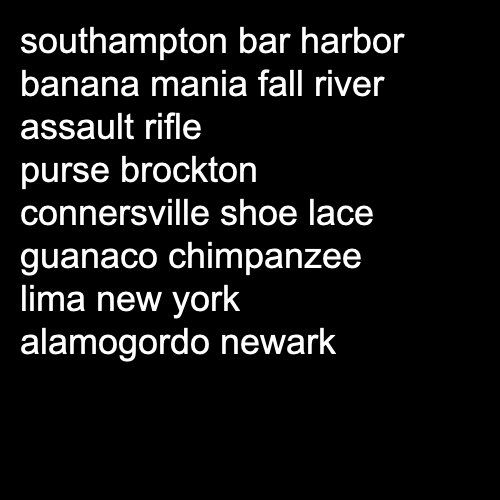 southampton bar harbor
banana mania fall river
assault rifle
purse brockton
connersville shoe lace
guanaco chimpanzee
lima new york
alamogordo newark